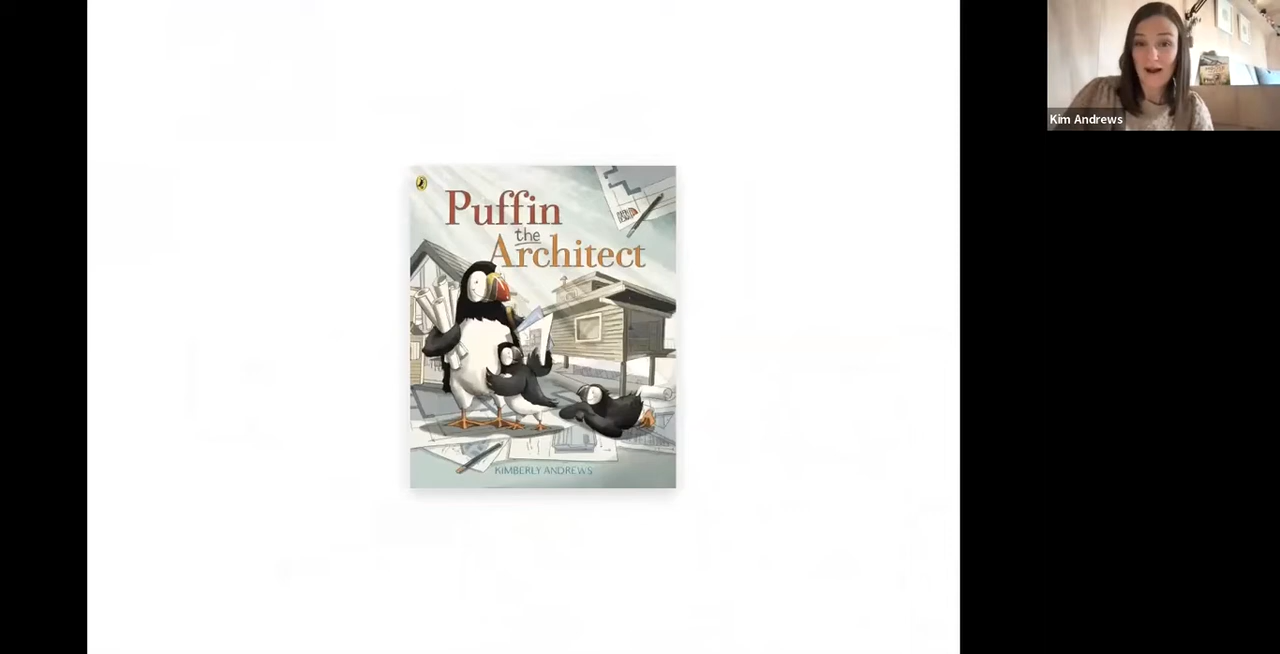 Puffin
the
Architect
KIMBERLY ANDREWS
Kim Andrews